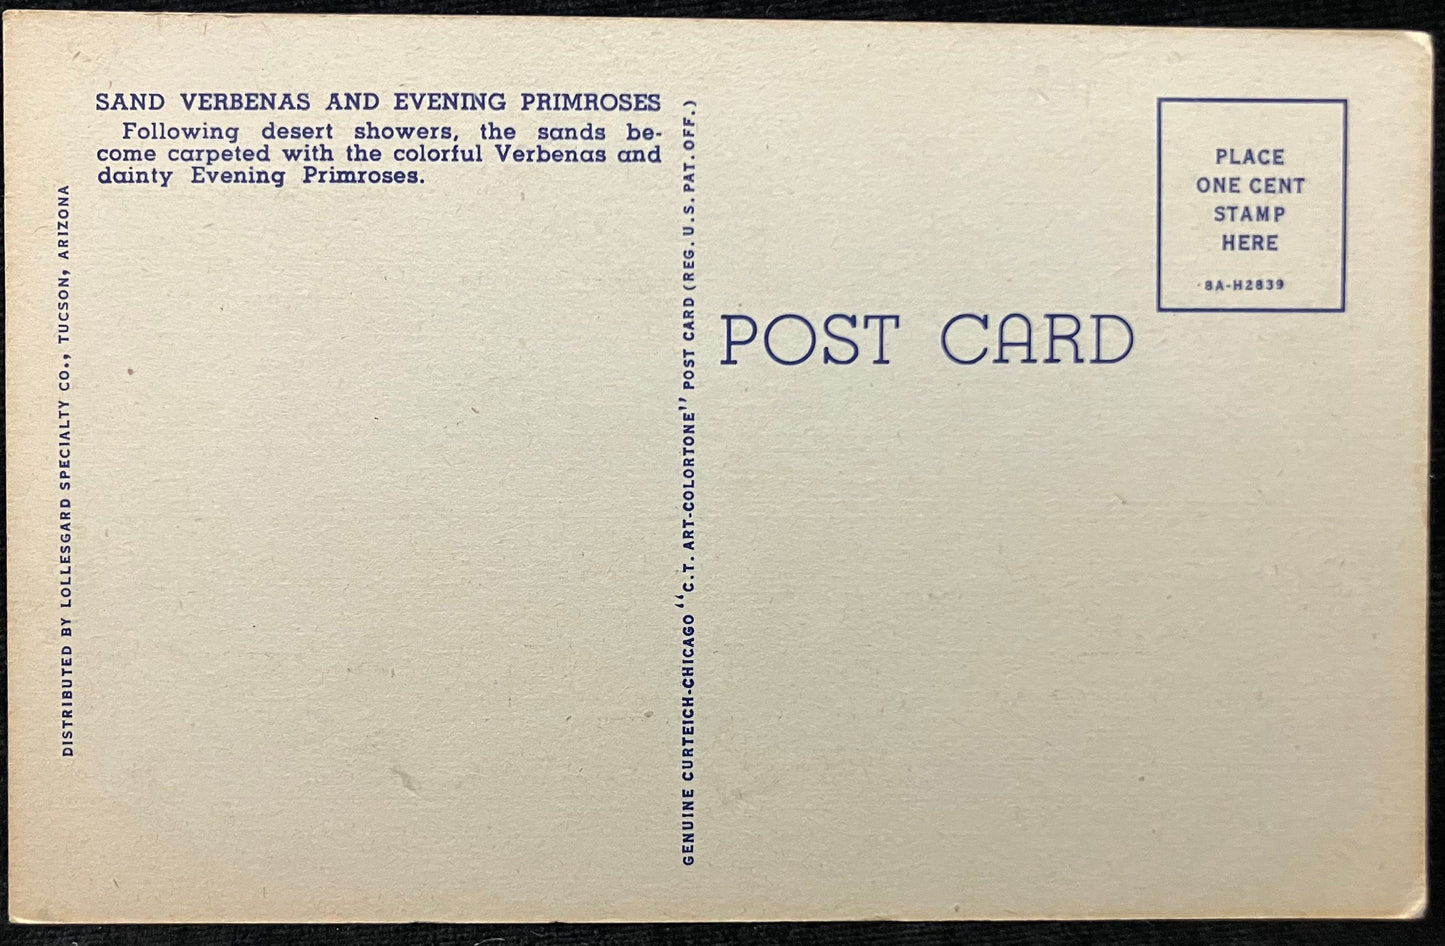 SAND VERBENAS AND EVENING PRIMROSES
Following desert showers, the sands be-
come carpeted with the colorful Verbenas and
dainty Evening Primroses.
DISTRIBUTED BY LOLLESGARD SPECIALTY CO., TUCSON, ARIZONA
GENUINE CURTEICH-CHICAGO "C.T. ART-COLORTONE" POST CARD (REG. U.S. PAT. OFF.)
POST CARD
PLACE
ONE CENT
STAMP
HERE
8A-H2839